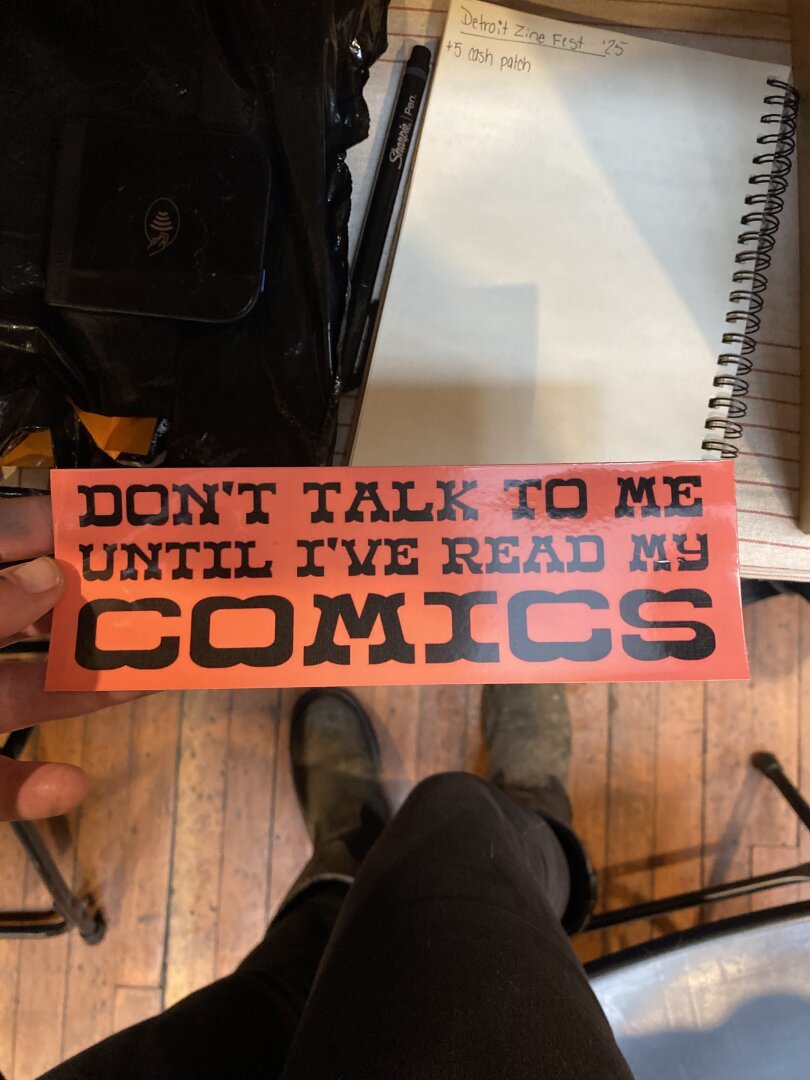 Detroit Zine Fest '25
+5 cash patch
Sharpie | Pen
DON'T TALK TO ME
UNTIL I'VE READ MY
COMICS